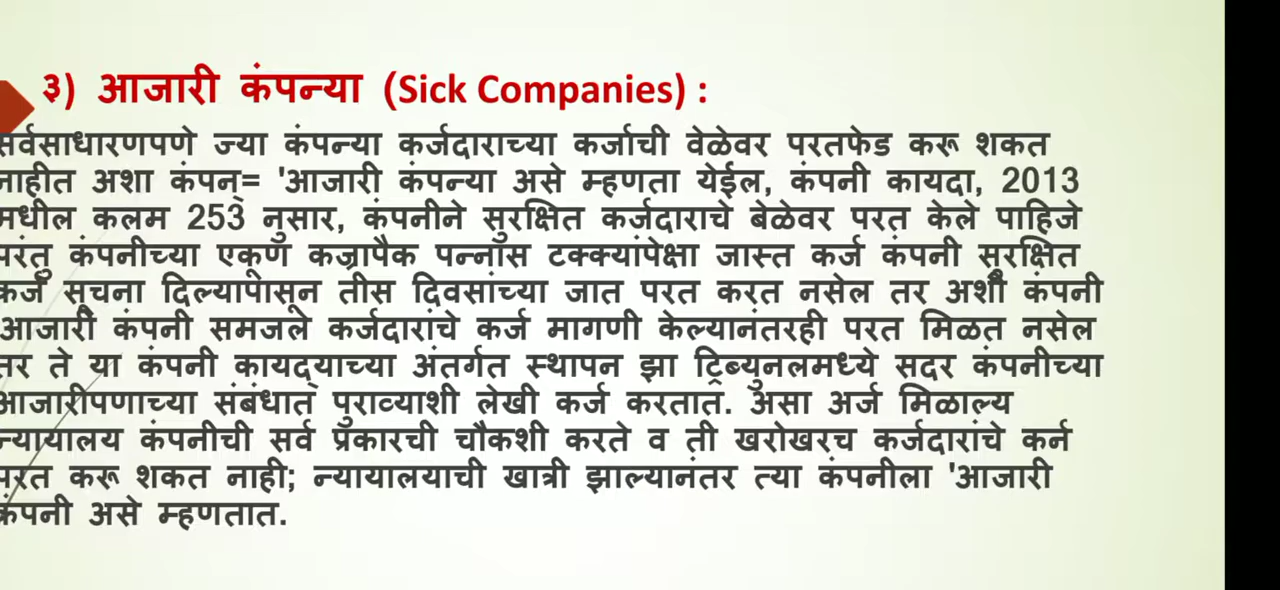 ३) आजारी कंपन्या (Sick Companies) :
सर्वसाधारणपणे ज्या कंपन्या कर्जदाराच्या कर्जाची वेळेवर परतफेड करू शकत
नाहीत अशा कंपन्= 'आजारी कंपन्या असे म्हणता येईल, कंपनी कायदा, 2013
मधील कलम 253 नुसार, कंपनीने सुरक्षित कर्जदाराचे बेळेवर परत केले पाहिजे
परंतु कंपनीच्या एकूण कज्रापैक पन्नास टक्क्यांपेक्षा जास्त कर्ज कंपनी सुरक्षित
कर्ज सूचना दिल्यापासून तीस दिवसांच्या जात परत करत नसेल तर अशी कंपनी
आजारी कंपनी समजले कर्जदारांचे कर्ज मागणी केल्यानंतरही परत मिळत नसेल
तर ते या कंपनी कायद्याच्या अंतर्गत स्थापन झा ट्रिब्युनलमध्ये सदर कंपनीच्या
आजारीपणाच्या संबंधात पुराव्याशी लेखी कर्ज करतात. असा अर्ज मिळाल्य
न्यायालय कंपनीची सर्व प्रकारची चौकशी करते व ती खरोखरच कर्जदारांचे कर्न
परत करू शकत नाही; न्यायालयाची खात्री झाल्यानंतर त्या कंपनीला 'आजारी
कंपनी असे म्हणतात.